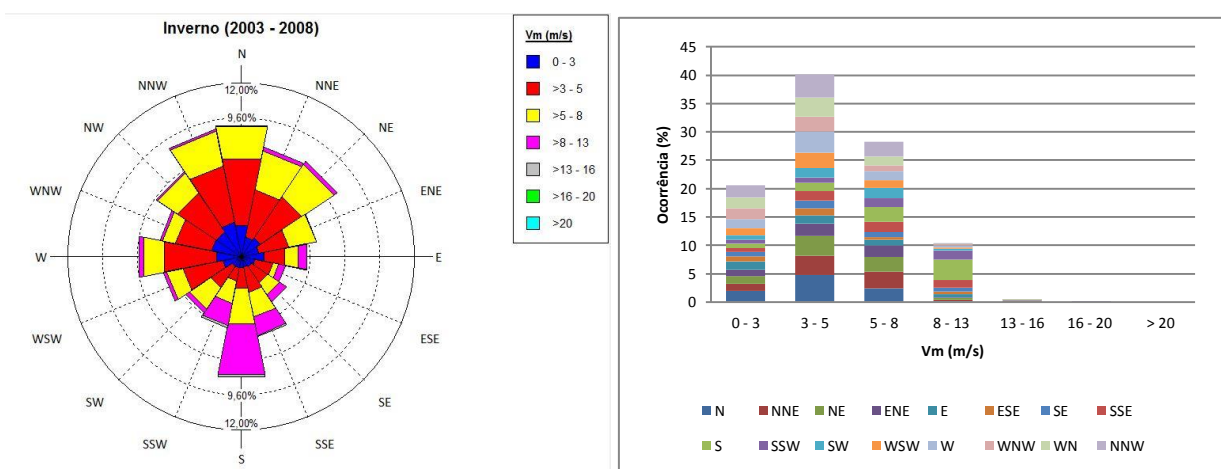 Inverno (2003 - 2008)
N
NNW
NNE
12,00%
NW
9,60%
NE
WNW
ENE
W
E
WSW
ESE
SW
9,60%
SE
12,00%
SSW
SSE
S
Vm (m/s)
0 - 3
>3 - 5
>5 - 8
>8 - 13
>13 - 16
>16 - 20
>20
Ocorrência (%)
45
40
35
30
25
20
15
10
5
0
0 - 3 3 - 5 5 - 8 8 - 13 13 - 16 16 - 20 > 20
Vm (m/s)
N NNE NE ENE E ESE SE SSE
S SSW SW WSW W WNW WN NNW